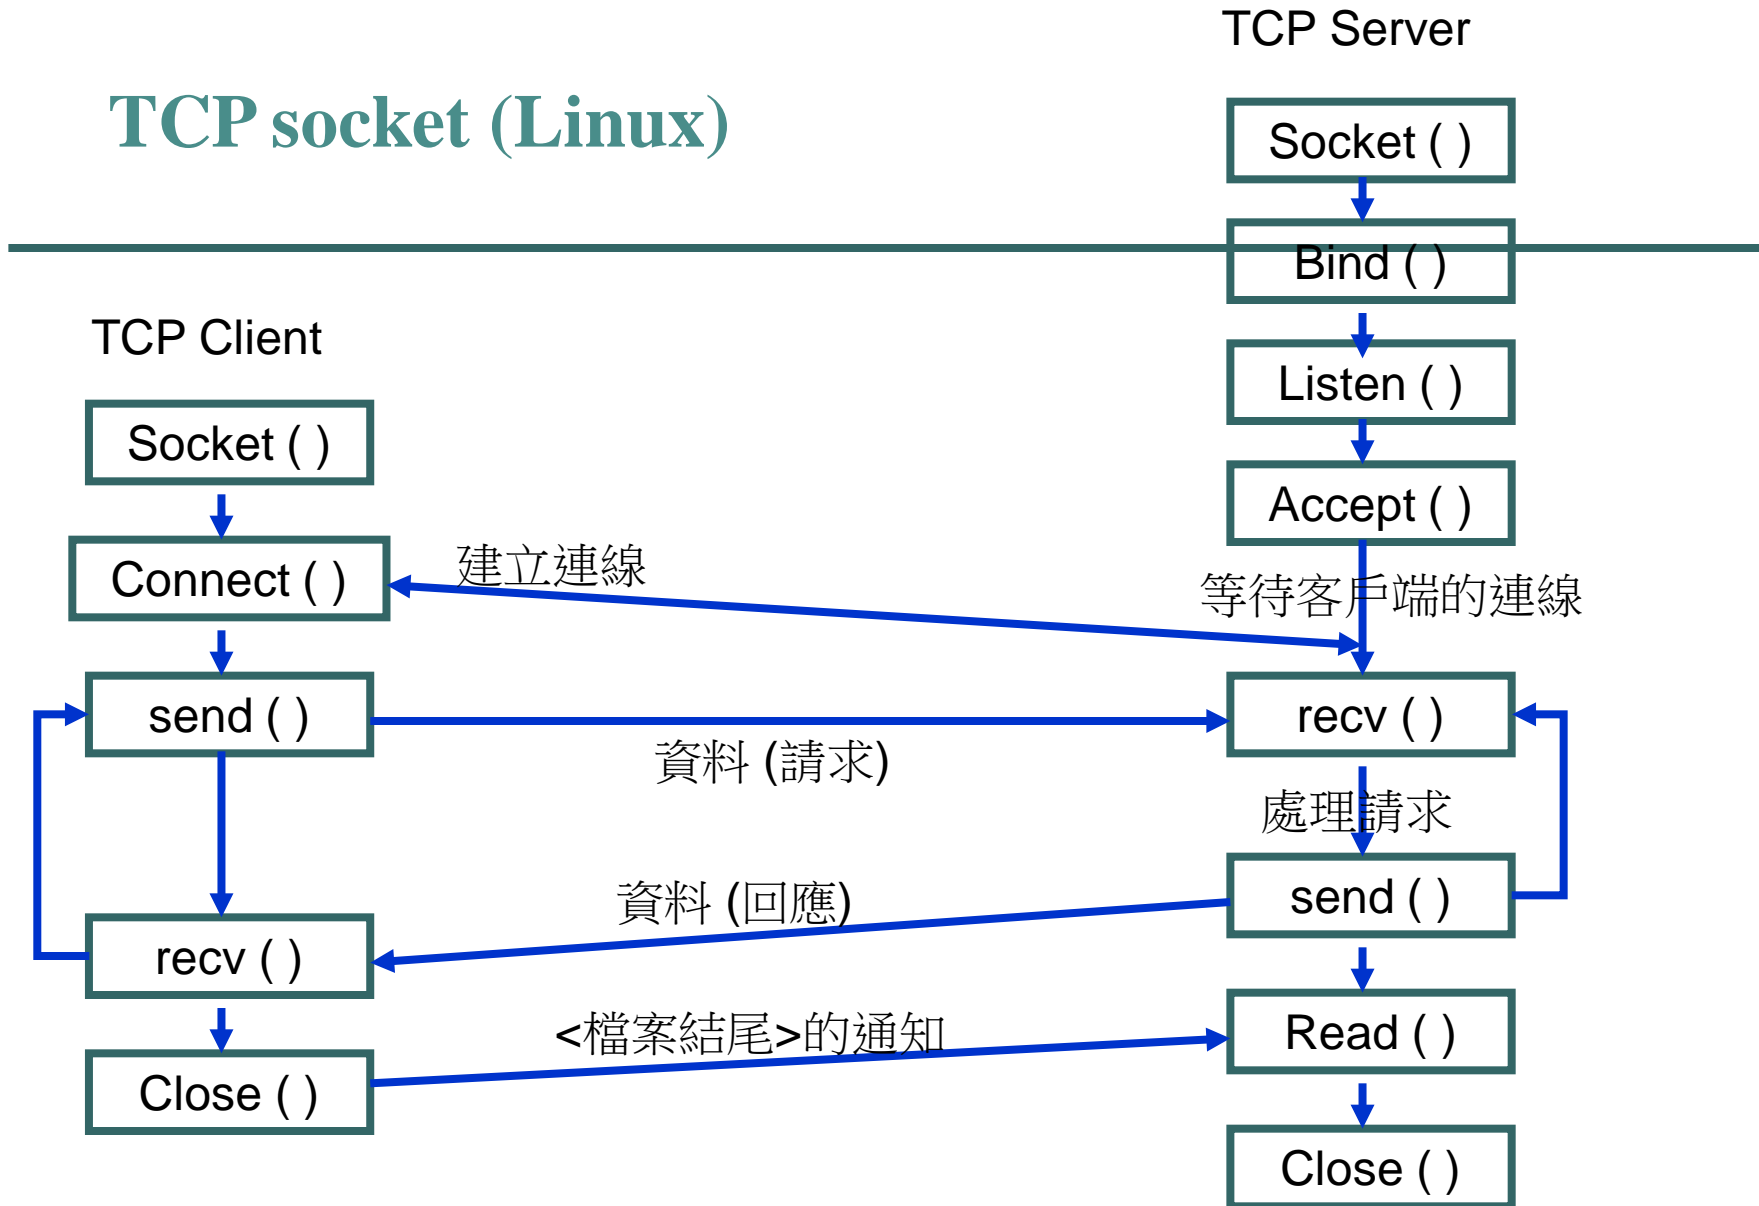 TCP Server
TCP socket (Linux)
Socket ( )
Bind ( )
TCP Client
Listen ( )
Socket ( )
Accept ( )
Connect ( )
建立連線
等待客戶端的連線
send ( )
recv ( )
資料 (請求)
處理請求
資料 (回應)
send ( )
recv ( )
<檔案結尾>的通知
Read ( )
Close ( )
Close ( )